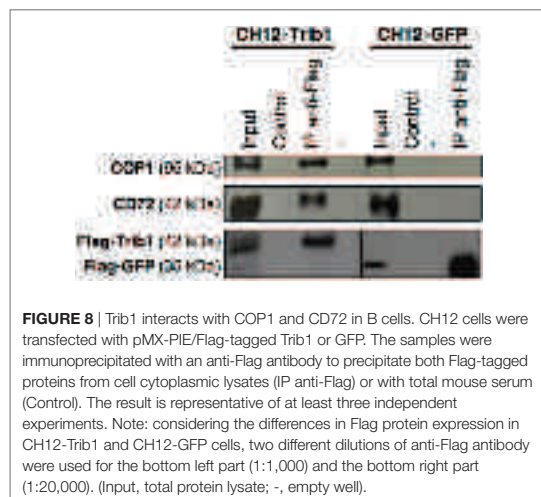 CH12-Trib1 CH12-GFP
Input Control IP anti-Flag - Input Control - IP anti-Flag
COP1
CD72
Flag-Trib1
Flag-GFP
FIGURE 8 | Trib1 interacts with COP1 and CD72 in B cells. CH12 cells were
transfected with pMX-PIE/Flag-tagged Trib1 or GFP. The samples were
immunoprecipitated with an anti-Flag antibody to precipitate both Flag-tagged
proteins from cell cytoplasmic lysates (IP anti-Flag) or with total mouse serum
(Control). The result is representative of at least three independent
experiments. Note: considering the differences in Flag protein expression in
CH12-Trib1 and CH12-GFP cells, two different dilutions of anti-Flag antibody
were used for the bottom left part (1:1,000) and the bottom right part
(1:20,000). (Input, total protein lysate; -, empty well).